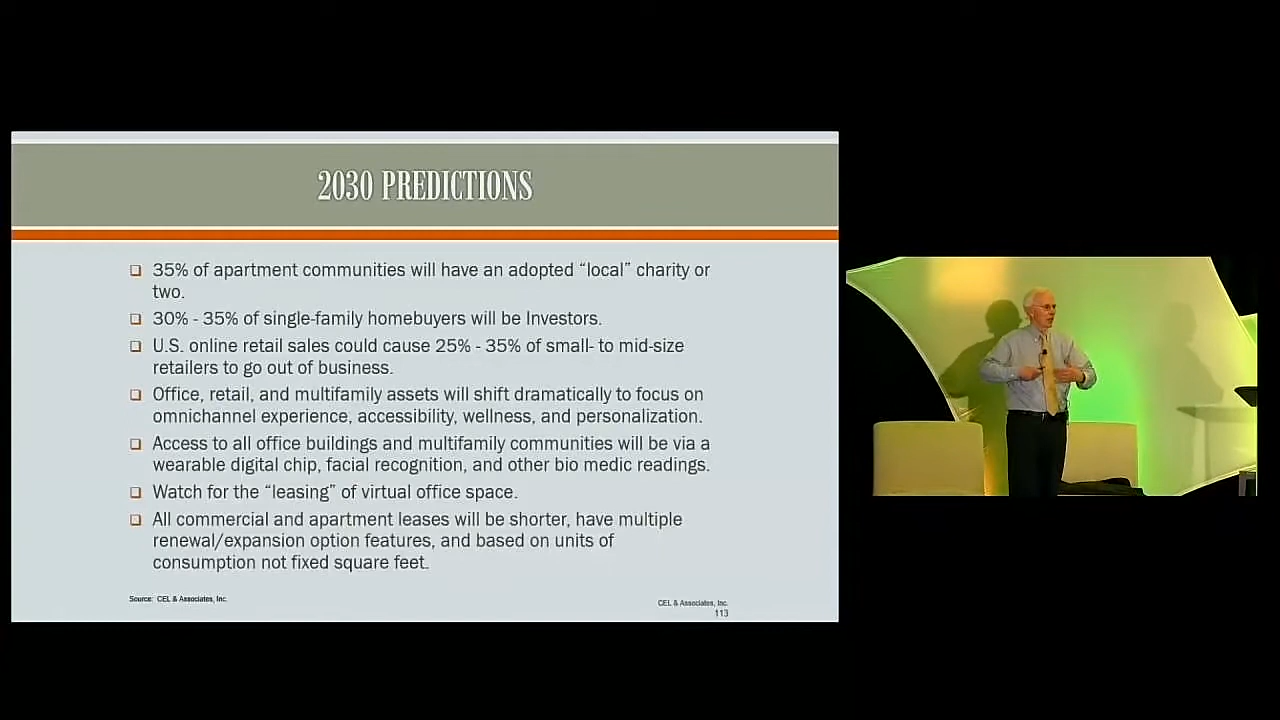 2030 PREDICTIONS
35% of apartment communities will have an adopted “local” charity or
two.
30% - 35% of single-family homebuyers will be Investors.
U.S. online retail sales could cause 25% - 35% of small- to mid-size
retailers to go out of business.
Office, retail, and multifamily assets will shift dramatically to focus on
omnichannel experience, accessibility, wellness, and personalization.
Access to all office buildings and multifamily communities will be via a
wearable digital chip, facial recognition, and other bio medic readings.
Watch for the “leasing” of virtual office space.
All commercial and apartment leases will be shorter, have multiple
renewal/expansion option features, and based on units of
consumption not fixed square feet.
Source: CEL & Associates, Inc.
CEL & Associates, Inc.
113